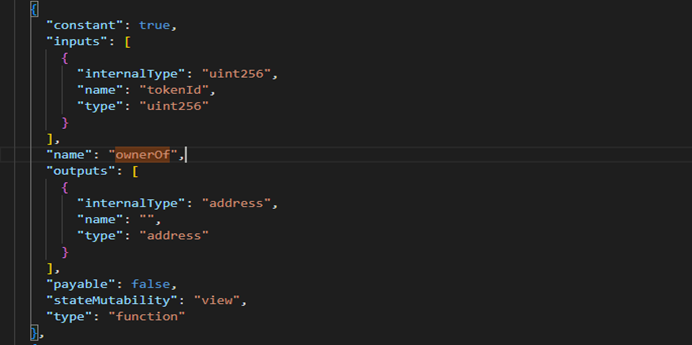 {
"constant": true,
"inputs": [
{
"internalType": "uint256",
"name": "tokenId",
"type": "uint256"
}
],
"name": "ownerOf",
"outputs": [
{
"internalType": "address",
"name": "",
"type": "address"
}
],
"payable": false,
"stateMutability": "view",
"type": "function"
},